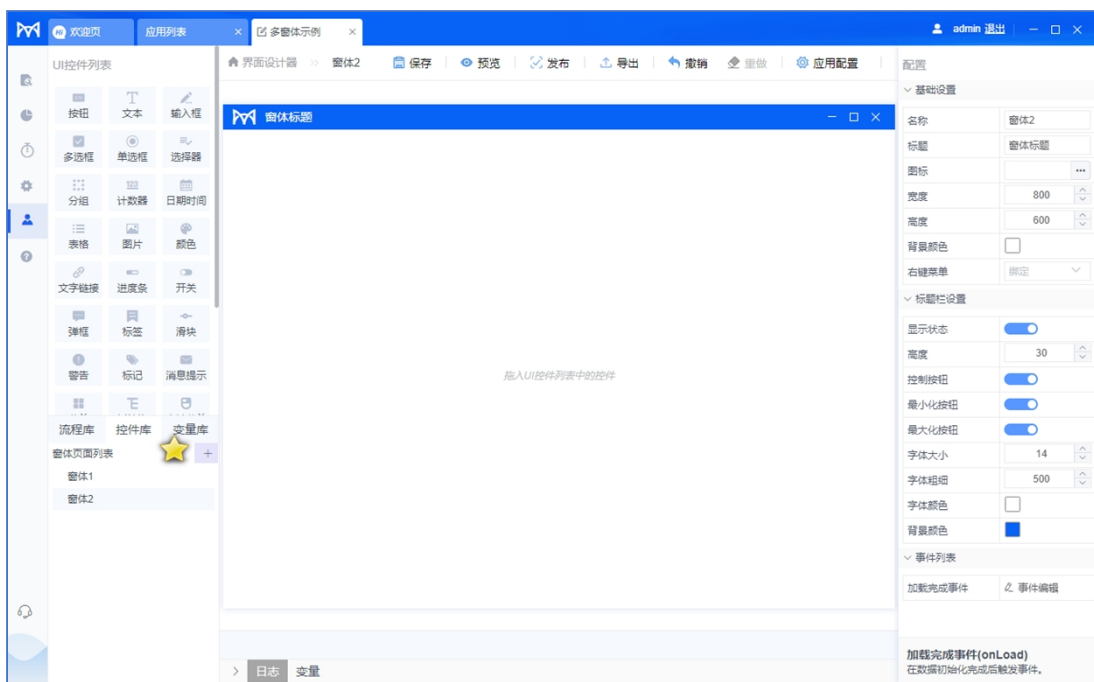 Hi 欢迎页 应用列表 × 多窗体示例 × admin 退出
UI控件列表
界面设计器 >> 窗体2 保存 预览 发布 导出 撤销 重做 应用配置
配置
按钮 文本 输入框
多选框 单选框 选择器
分组 计数器 日期时间
表格 图片 颜色
文字链接 进度条 开关
弹框 标签 滑块
警告 标记 消息提示
流程库 控件库 变量库
窗体页面列表 +
窗体1
窗体2
窗体标题
拖入UI控件列表中的控件
> 日志 变量
基础设置
名称 窗体2
标题 窗体标题
图标 ...
宽度 800
高度 600
背景颜色
右键菜单 绑定
标题栏设置
显示状态
高度 30
控制按钮
最小化按钮
最大化按钮
字体大小 14
字体粗细 500
字体颜色
背景颜色
事件列表
加载完成事件 事件编辑
加载完成事件(onLoad)
在数据初始化完成后触发事件。